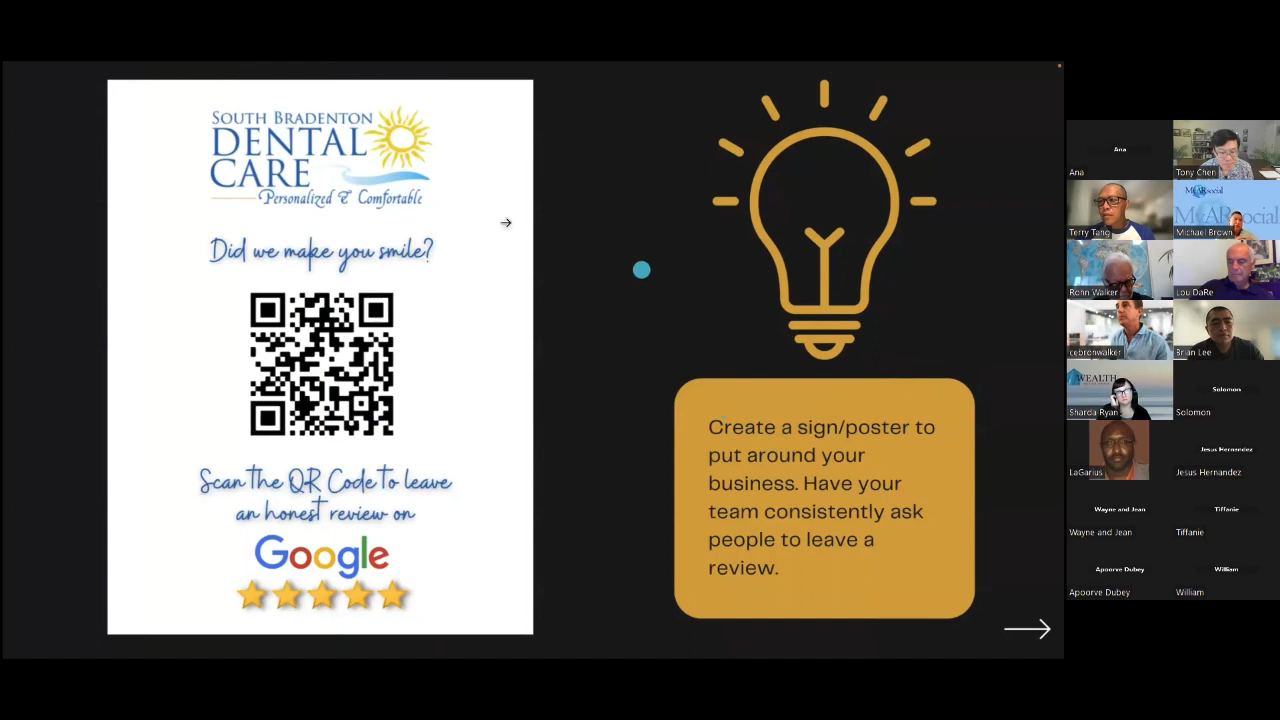 SOUTH BRADENTON
DENTAL
CARE
Personalized & Comfortable
Did we make you smile?
Scan the QR Code to leave
an honest review on
Google
Create a sign/poster to
put around your
business. Have your
team consistently ask
people to leave a
review.
Ana
Ana
Tony Chen
Terry Tang
Michael Brown
Rohn Walker
Lou DaRe
cebronwalker
Brian Lee
WEALTH
Sharda Ryan
Solomon
Solomon
LaGarius
Jesus Hernandez
Jesus Hernandez
Wayne and Jean
Wayne and Jean
Tiffanie
Tiffanie
Apoorve Dubey
Apoorve Dubey
William
William